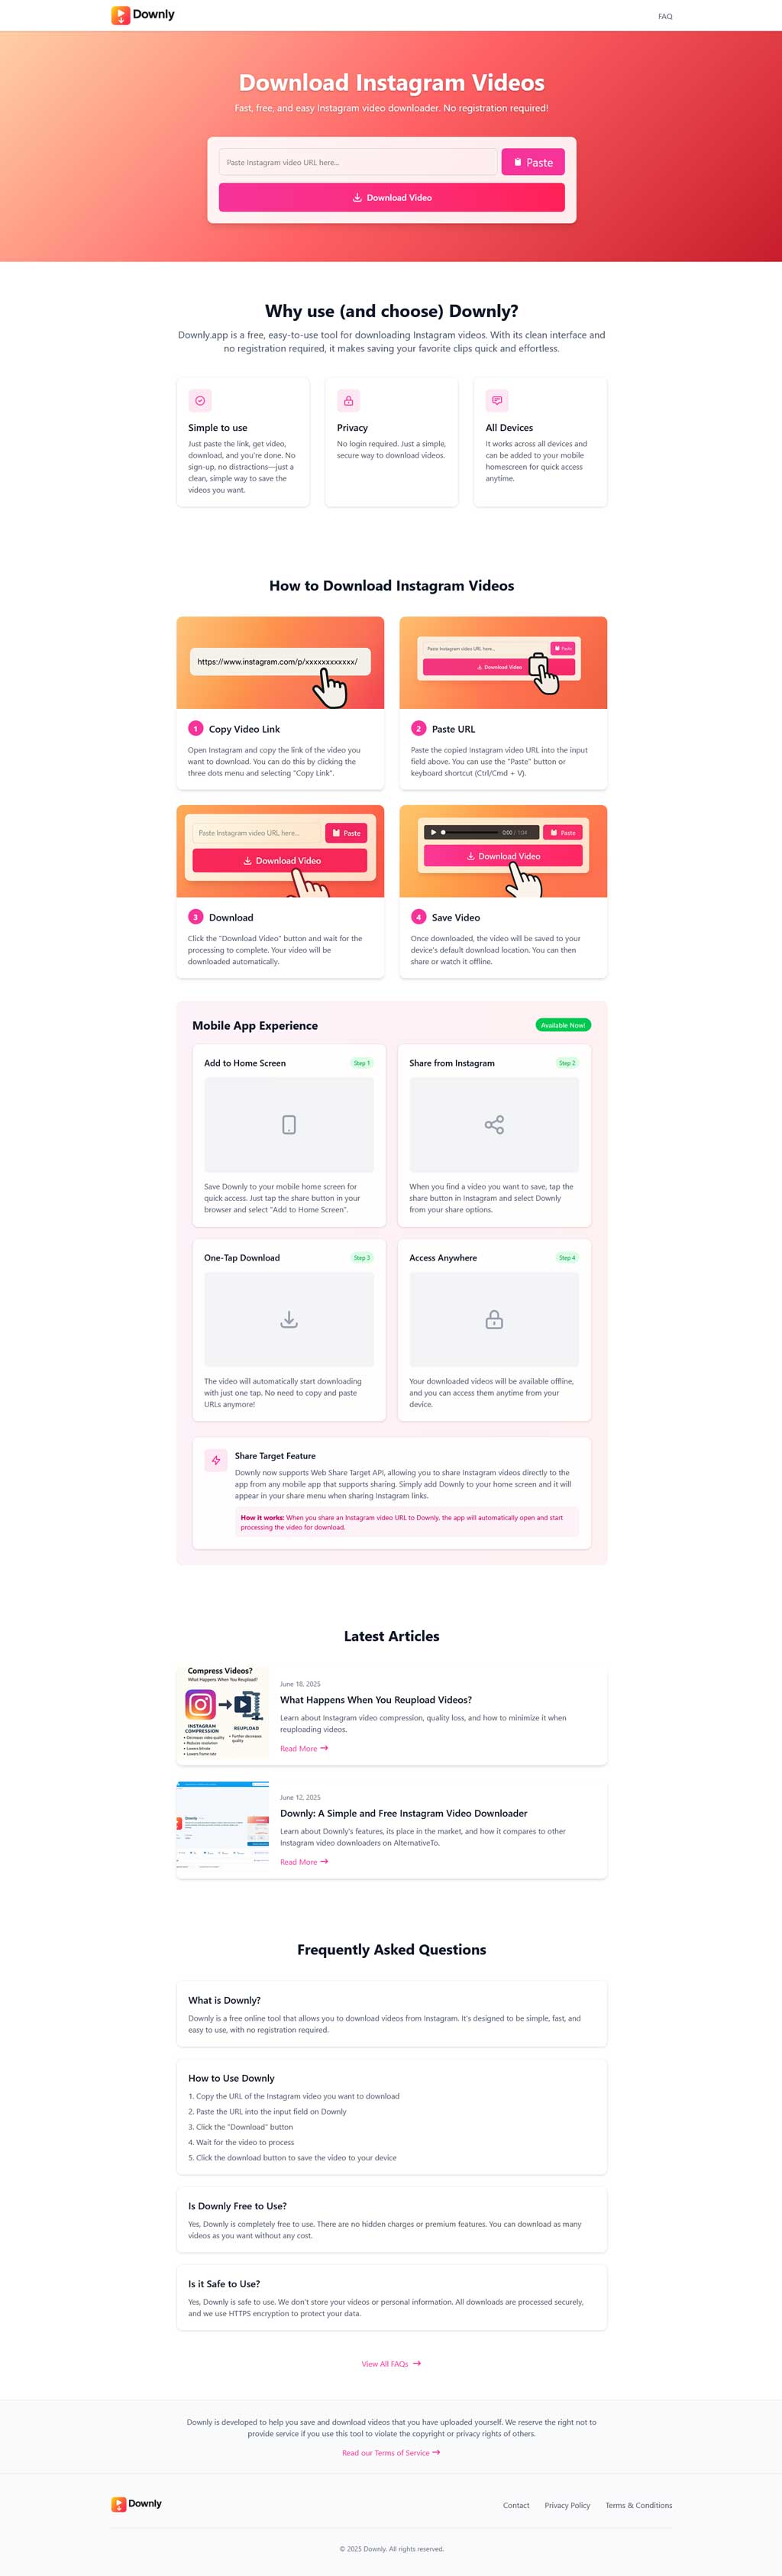 Downly
FAQ
Download Instagram Videos
Fast, free, and easy Instagram video downloader. No registration required!
Paste Instagram video URL here...
Paste
Download Video
Why use (and choose) Downly?
Downly.app is a free, easy-to-use tool for downloading Instagram videos. With its clean interface and
no registration required, it makes saving your favorite clips quick and effortless.
Simple to use
Just paste the link, get video,
download, and you're done. No
sign-up, no distractions—just a
clean, simple way to save the
videos you want.
Privacy
No login required. Just a simple,
secure way to download videos.
All Devices
It works across all devices and
can be added to your mobile
homescreen for quick access
anytime.
How to Download Instagram Videos
https://www.instagram.com/p/xxxxxxxxxxxx/
1 Copy Video Link
Open Instagram and copy the link of the video you
want to download. You can do this by clicking the
three dots menu and selecting "Copy Link".
Paste Instagram video URL here...
Paste
Download Video
2 Paste URL
Paste the copied Instagram video URL into the input
field above. You can use the "Paste" button or
keyboard shortcut (Ctrl/Cmd + V).
Paste Instagram video URL here...
Paste
Download Video
3 Download
Click the "Download Video" button and wait for the
processing to complete. Your video will be
downloaded automatically.
0:00 / 1:04
Paste
Download Video
4 Save Video
Once downloaded, the video will be saved to your
device's default download location. You can then
share or watch it offline.
Mobile App Experience
Available Now!
Add to Home Screen
Step 1
Save Downly to your mobile home screen for
quick access. Just tap the share button in your
browser and select "Add to Home Screen".
Share from Instagram
Step 2
When you find a video you want to save, tap the
share button in Instagram and select Downly
from your share options.
One-Tap Download
Step 3
The video will automatically start downloading
with just one tap. No need to copy and paste
URLs anymore!
Access Anywhere
Step 4
Your downloaded videos will be available offline,
and you can access them anytime from your
device.
Share Target Feature
Downly now supports Web Share Target API, allowing you to share Instagram videos directly to the
app from any mobile app that supports sharing. Simply add Downly to your home screen and it will
appear in your share menu when sharing Instagram links.
How it works: When you share an Instagram video URL to Downly, the app will automatically open and start
processing the video for download.
Latest Articles
Compress Videos?
What Happens When You Reupload?
INSTAGRAM
COMPRESSION
• Decreases video quality
• Reduces resolution
• Lowers bitrate
• Lowers frame rate
REUPLOAD
• Further decreases
quality
June 18, 2025
What Happens When You Reupload Videos?
Learn about Instagram video compression, quality loss, and how to minimize it when
reuploading videos.
Read More
Downly
June 12, 2025
Downly: A Simple and Free Instagram Video Downloader
Learn about Downly's features, its place in the market, and how it compares to other
Instagram video downloaders on AlternativeTo.
Read More
Frequently Asked Questions
What is Downly?
Downly is a free online tool that allows you to download videos from Instagram. It's designed to be simple, fast, and
easy to use, with no registration required.
How to Use Downly
1. Copy the URL of the Instagram video you want to download
2. Paste the URL into the input field on Downly
3. Click the "Download" button
4. Wait for the video to process
5. Click the download button to save the video to your device
Is Downly Free to Use?
Yes, Downly is completely free to use. There are no hidden charges or premium features. You can download as many
videos as you want without any cost.
Is it Safe to Use?
Yes, Downly is safe to use. We don't store your videos or personal information. All downloads are processed securely,
and we use HTTPS encryption to protect your data.
View All FAQs
Downly is developed to help you save and download videos that you have uploaded yourself. We reserve the right not to
provide service if you use this tool to violate the copyright or privacy rights of others.
Read our Terms of Service
Downly
Contact
Privacy Policy
Terms & Conditions
© 2025 Downly. All rights reserved.